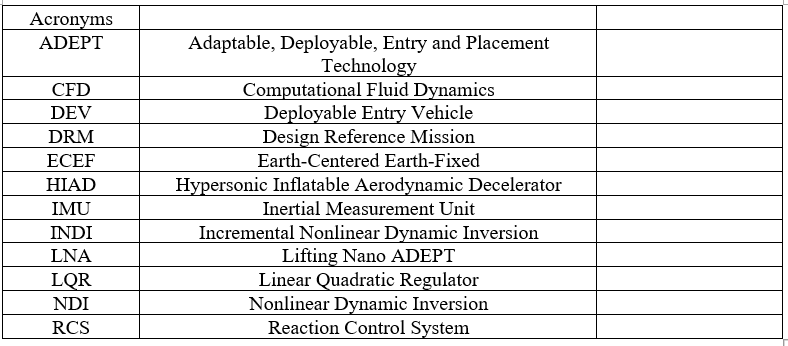 Acronyms
ADEPT Adaptable, Deployable, Entry and Placement
Technology
CFD Computational Fluid Dynamics
DEV Deployable Entry Vehicle
DRM Design Reference Mission
ECEF Earth-Centered Earth-Fixed
HIAD Hypersonic Inflatable Aerodynamic Decelerator
IMU Inertial Measurement Unit
INDI Incremental Nonlinear Dynamic Inversion
LNA Lifting Nano ADEPT
LQR Linear Quadratic Regulator
NDI Nonlinear Dynamic Inversion
RCS Reaction Control System